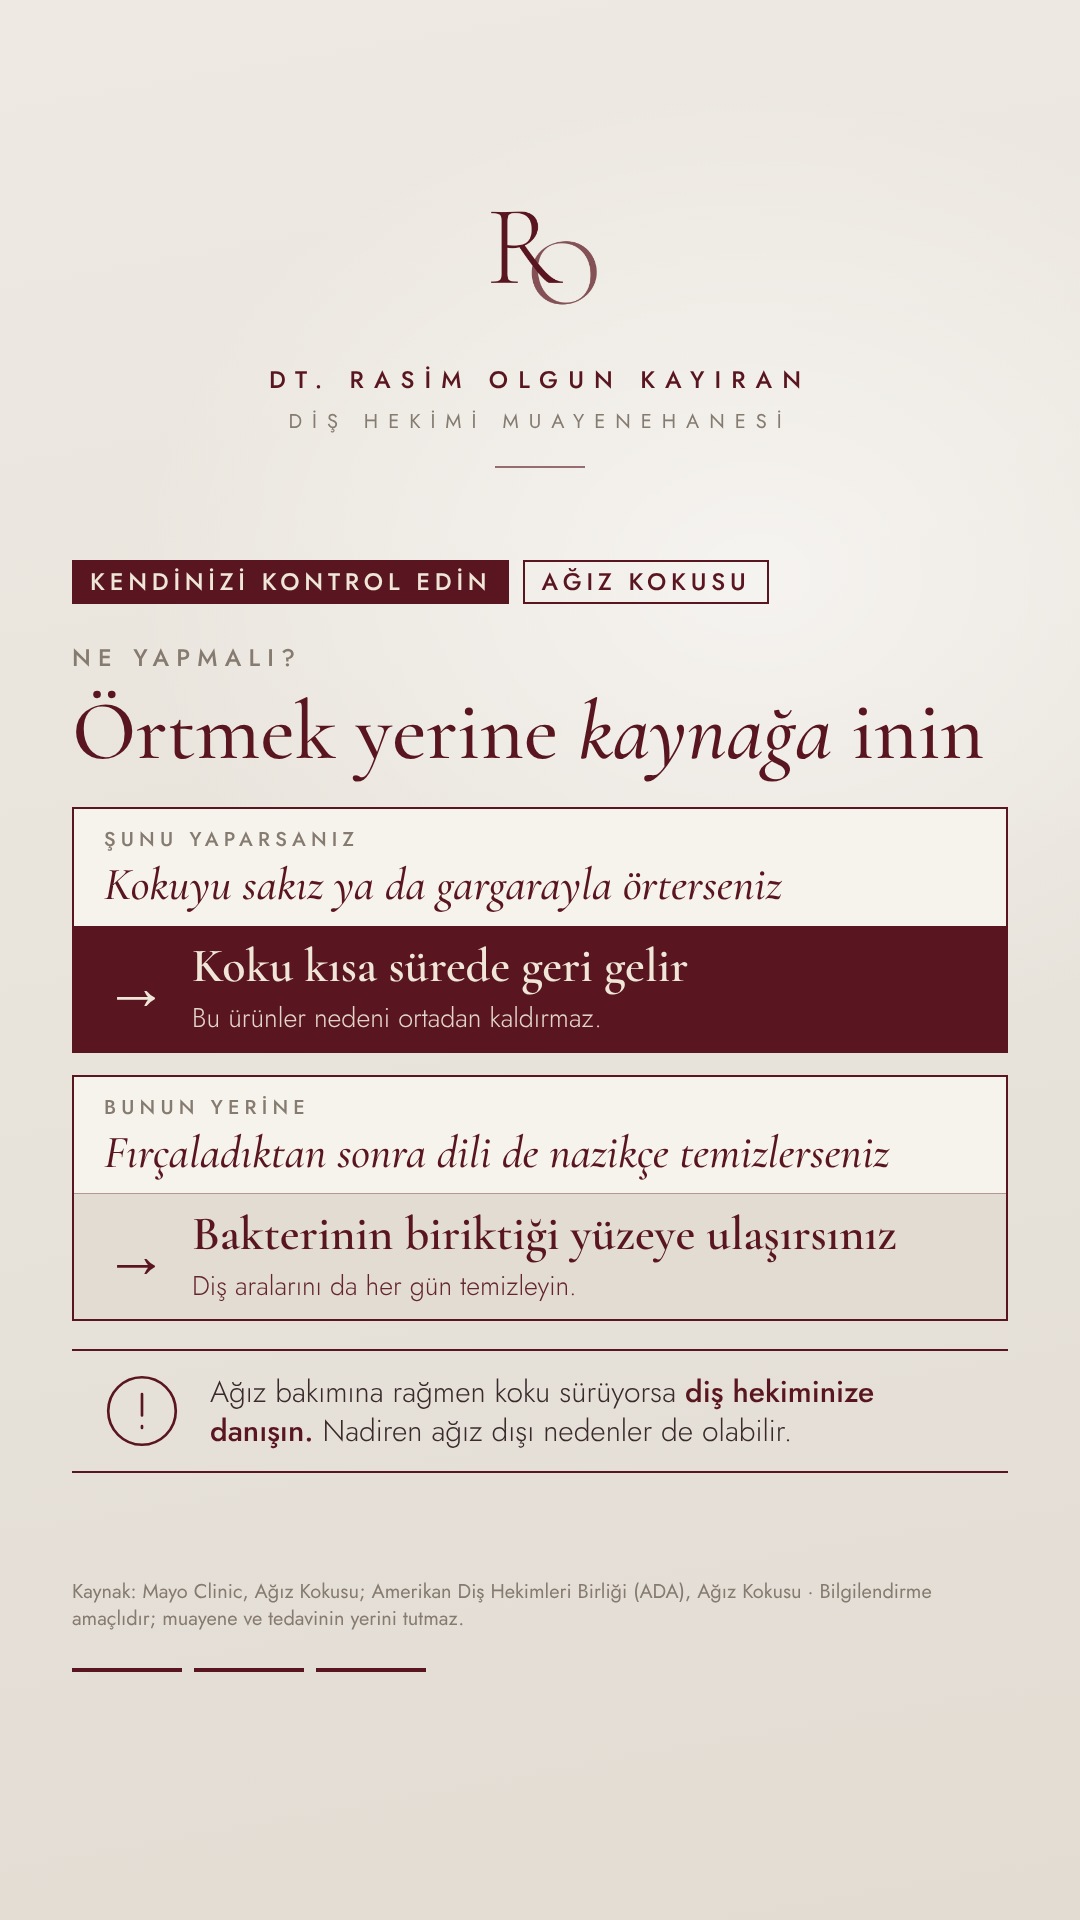 RO
DT. RASİM OLGUN KAYIRAN
DİŞ HEKİMİ MUAYENEHANESİ
KENDİNİZİ KONTROL EDİN
AĞIZ KOKUSU
NE YAPMALI?
Örtmek yerine kaynağa inin
ŞUNU YAPARSANIZ
Kokuyu sakız ya da gargarayla örterseniz
→ Koku kısa sürede geri gelir
Bu ürünler nedeni ortadan kaldırmaz.
BUNUN YERİNE
Fırçaladıktan sonra dili de nazikçe temizlerseniz
→ Bakterinin biriktiği yüzeye ulaşırsınız
Diş aralarını da her gün temizleyin.
! Ağız bakımına rağmen koku sürüyorsa diş hekiminize
danışın. Nadiren ağız dışı nedenler de olabilir.
Kaynak: Mayo Clinic, Ağız Kokusu; Amerikan Diş Hekimleri Birliği (ADA), Ağız Kokusu · Bilgilendirme
amaçlıdır; muayene ve tedavinin yerini tutmaz.